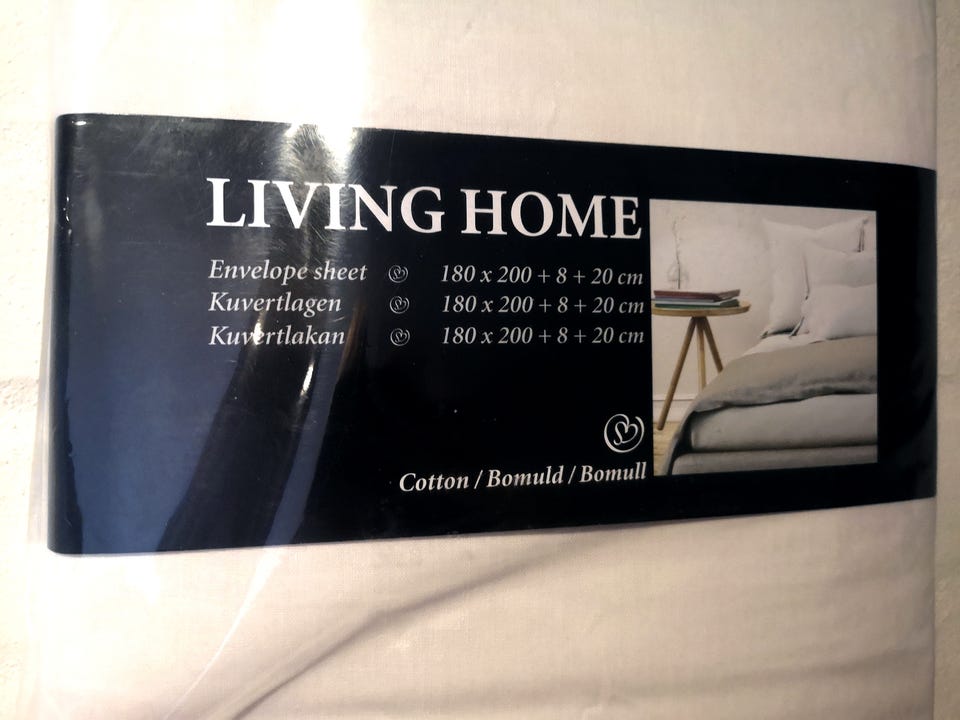 LIVING HOME
Envelope sheet 180 x 200 + 8 + 20 cm
Kuvertlagen 180 x 200 + 8 + 20 cm
Kuvertlakan 180 x 200 + 8 + 20 cm
Cotton / Bomuld / Bomull